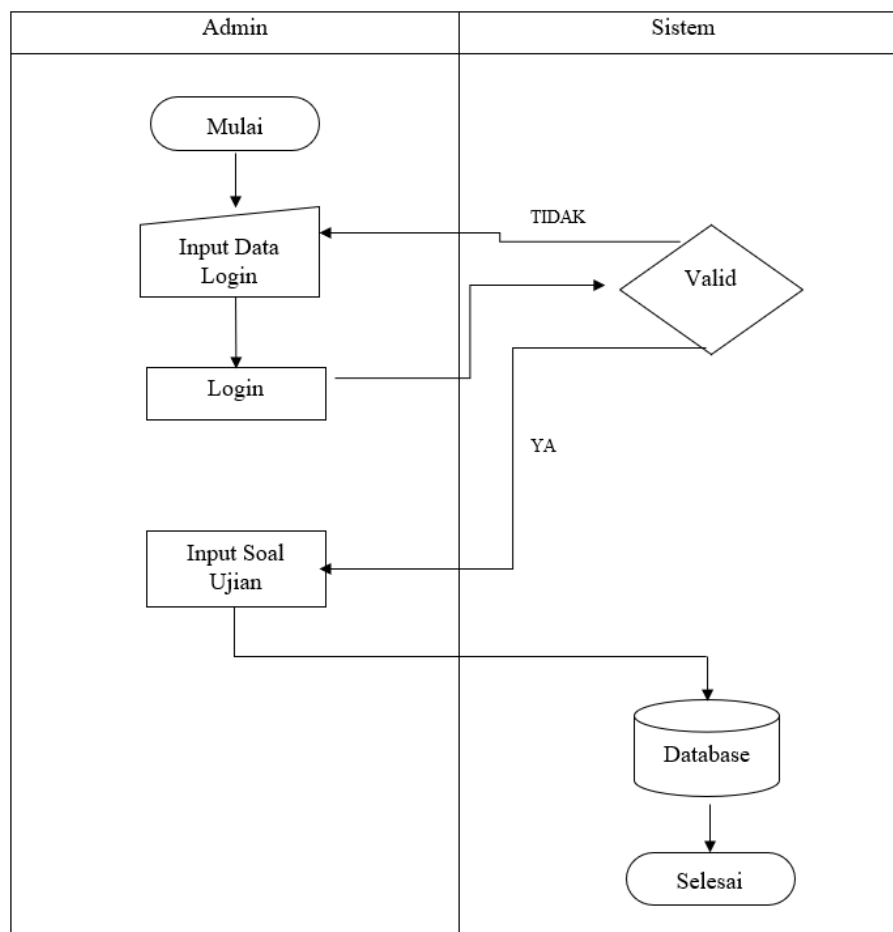 Admin
Sistem
Mulai
TIDAK
Input Data
Login
Valid
Login
YA
Input Soal
Ujian
Database
Selesai